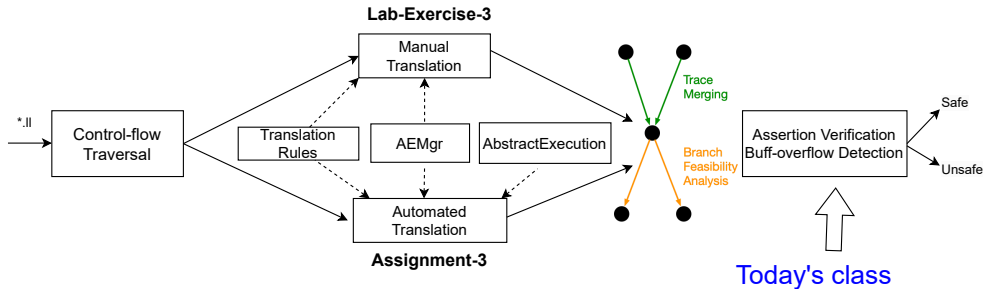 Lab-Exercise-3
Manual
Translation
*.ll
Control-flow
Traversal
Translation
Rules
AEMgr
AbstractExecution
Automated
Translation
Assignment-3
Trace
Merging
Branch
Feasibility
Analysis
Assertion Verification
Buff-overflow Detection
Safe
Unsafe
Today's class